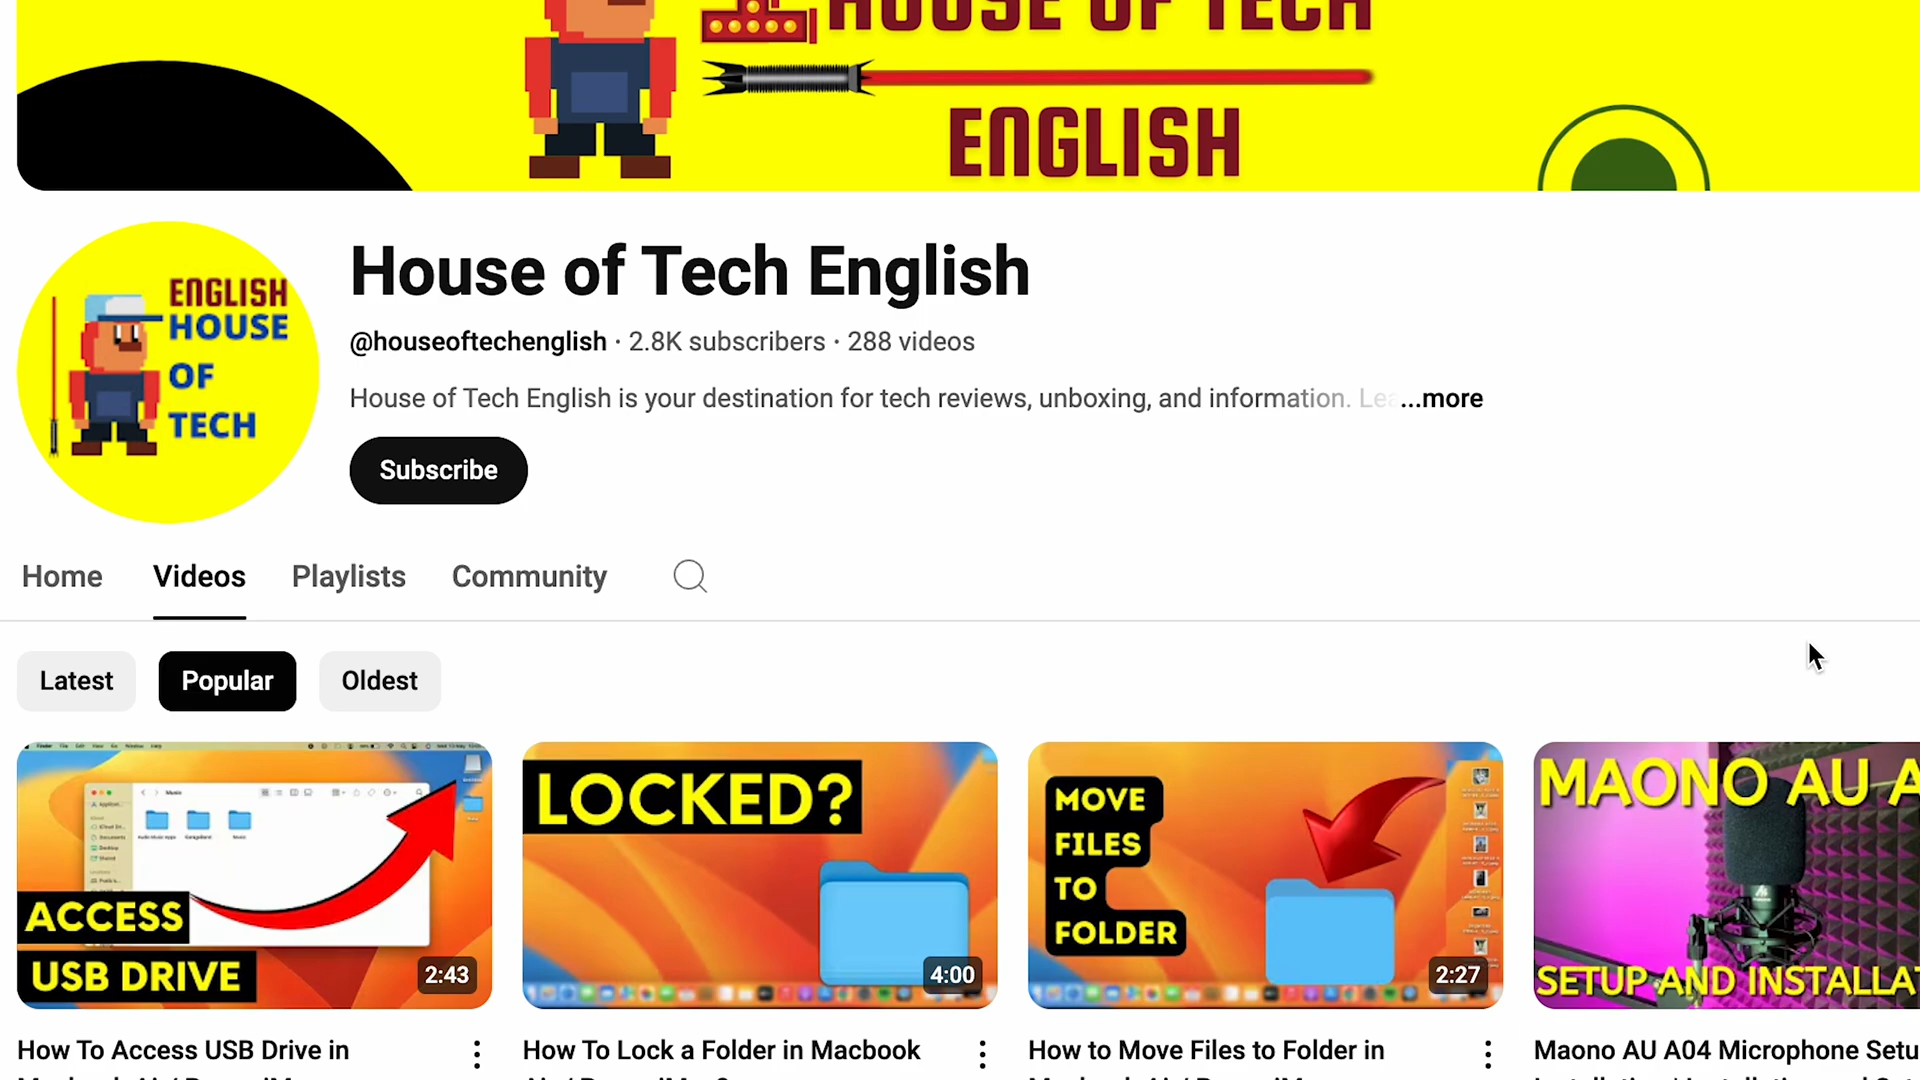 HOUSE OF TECH
ENGLISH
ENGLISH
HOUSE
OF
TECH
House of Tech English
@houseoftechenglish · 2.8K subscribers · 288 videos
House of Tech English is your destination for tech reviews, unboxing, and information. Lea...more
Subscribe
Home Videos Playlists Community
Latest Popular Oldest
Music
ACCESS
USB DRIVE
2:43
LOCKED?
4:00
MOVE
FILES
TO
FOLDER
2:27
MAONO AU A
SETUP AND INSTALLA
How To Access USB Drive in
How To Lock a Folder in Macbook
How to Move Files to Folder in
Maono AU A04 Microphone Setu